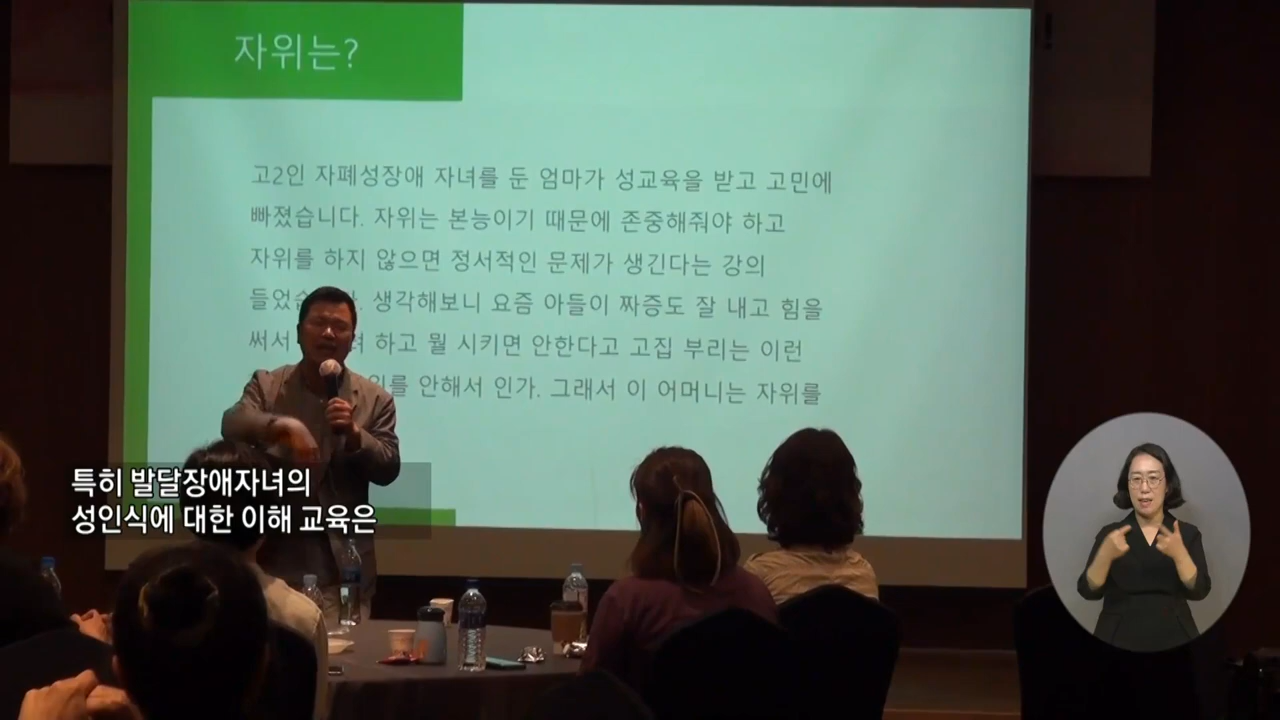 자위는?
고2인 자폐성장애 자녀를 둔 엄마가 성교육을 받고 고민에
빠졌습니다. 자위는 본능이기 때문에 존중해줘야 하고
자위를 하지 않으면 정서적인 문제가 생긴다는 강의
생각해보니 요즘 아들이 짜증도 잘 내고 힘을
써서 하고 뭘 시키면 안한다고 고집 부리는 이런
안해서 인가. 그래서 이 어머니는 자위를
특히 발달장애자녀의
성인식에 대한 이해 교육은